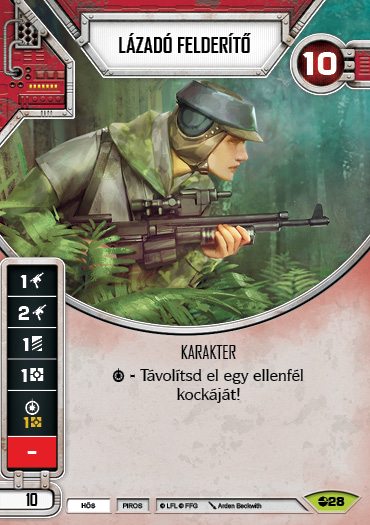 LÁZADÓ FELDERÍTŐ
10
1
2
1
1
1
-
KARAKTER
- Távolítsd el egy ellenfél
kockáját!
10
HŐS
PIROS
© LFL © FFG
Arden Beckwith
28